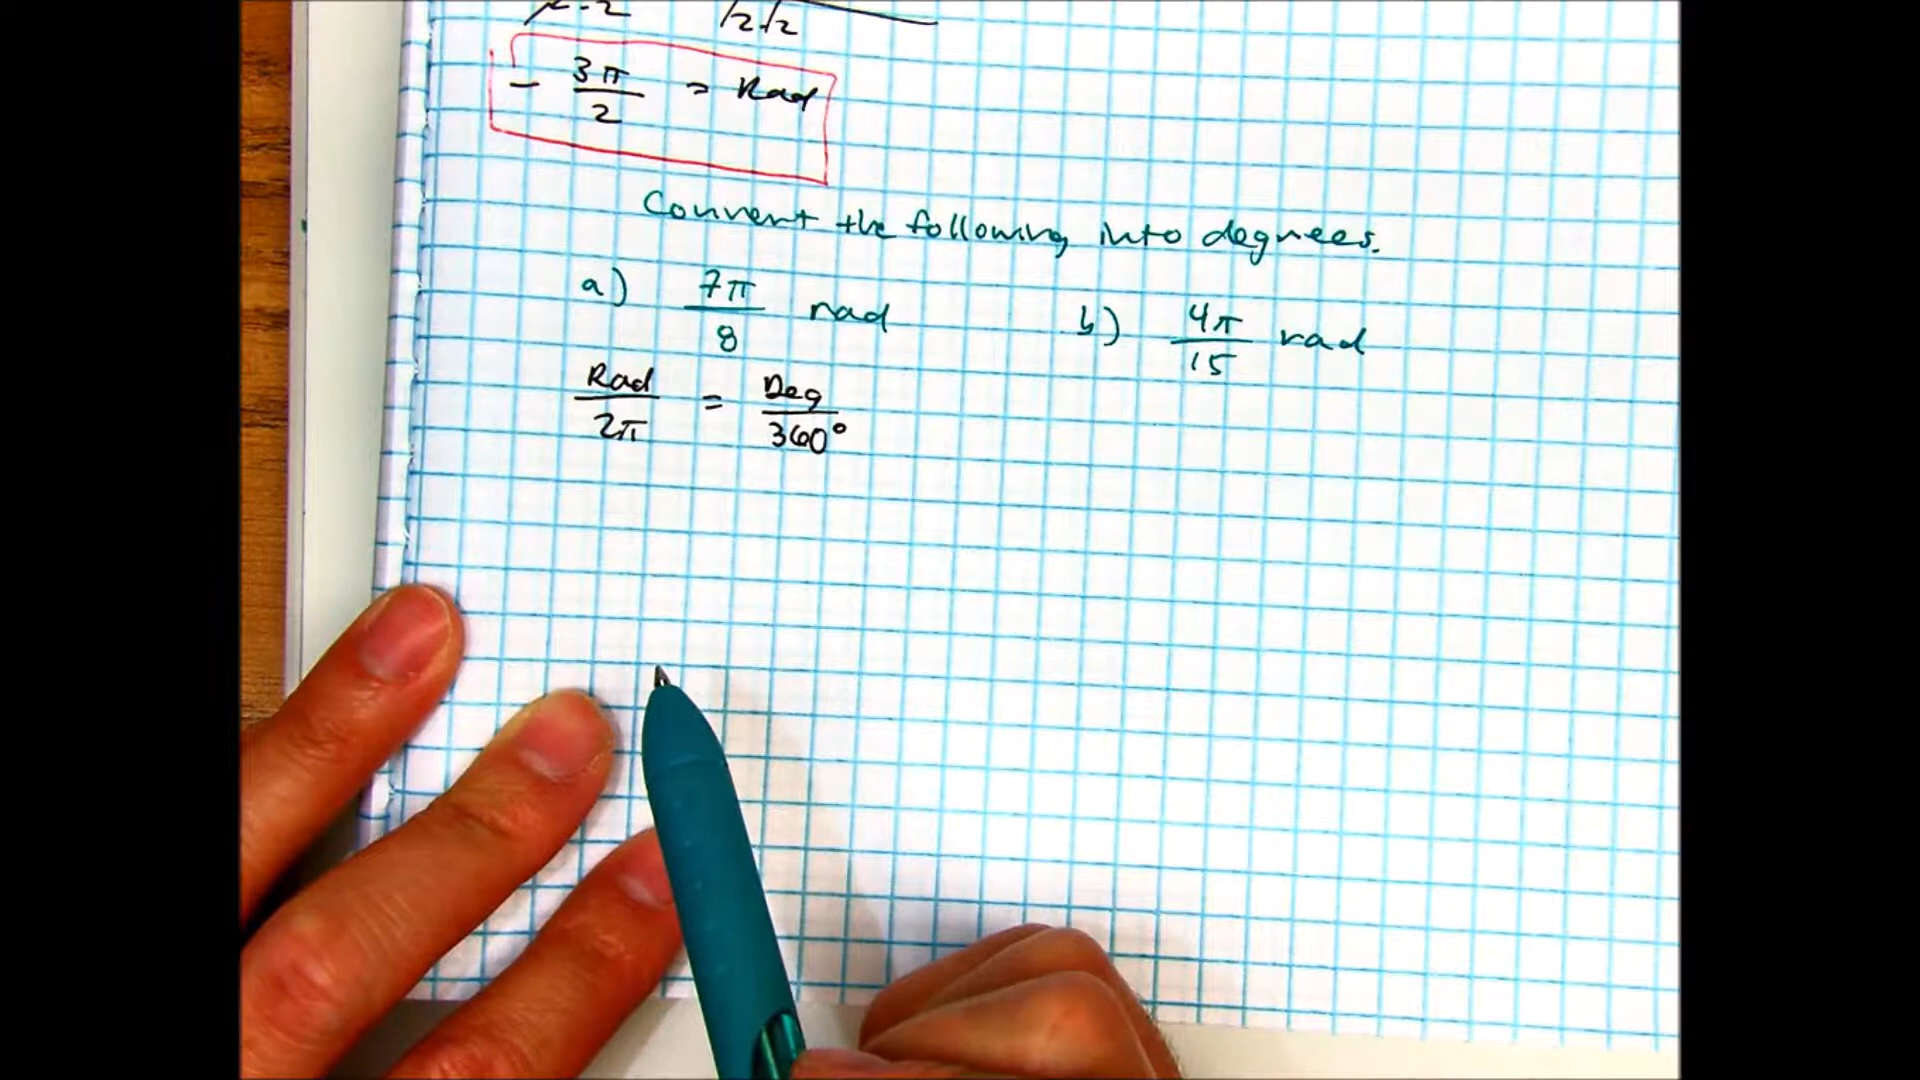 - 3π/2 = Rad
Convert the following into degrees.
a) 7π/8 rad
b) 4π/15 rad
Rad/2π = Deg/360°